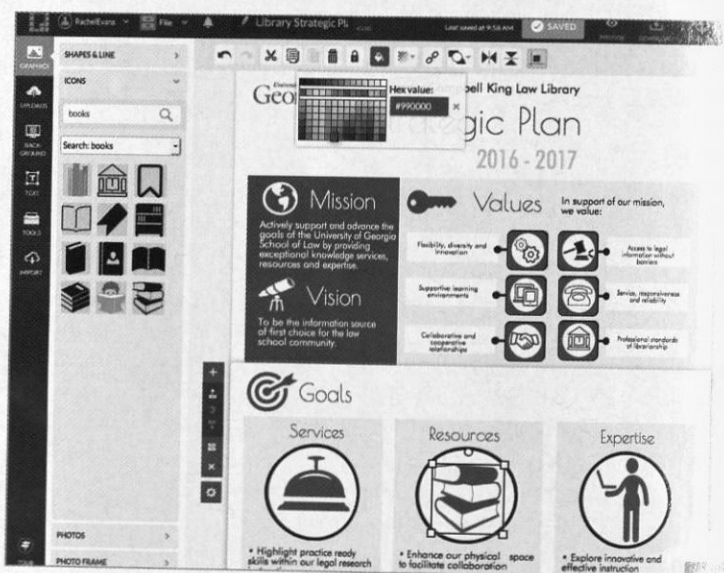 RachelEvans
File
Library Strategic Pl
Last saved at 9:58 AM
SAVED
GRAPHICS
UPLOADS
BACK-
GROUND
TEXT
TOOLS
IMPORT
SHAPES & LINE
ICONS
books
Search: books
PHOTOS
PHOTO FRAME
Hex value:
#990000
Geo
bell King Law Library
egic Plan
2016 - 2017
Mission
Actively support and advance the
goals of the University of Georgia
School of Law by providing
exceptional knowledge services,
resources and expertise.
Vision
To be the information source
of first choice for the law
school community.
Values
In support of our mission,
we value:
Flexibility, diversity and
innovation
Access to legal
information without
barriers
Supportive learning
environments
Service, responsiveness
and reliability
Collaborative and
cooperative
relationships
Professional standards
of librarianship
Goals
Services
• Highlight practice ready
skills within our legal research
Resources
• Enhance our physical space
to facilitate collaboration
Expertise
• Explore innovative and
effective instruction